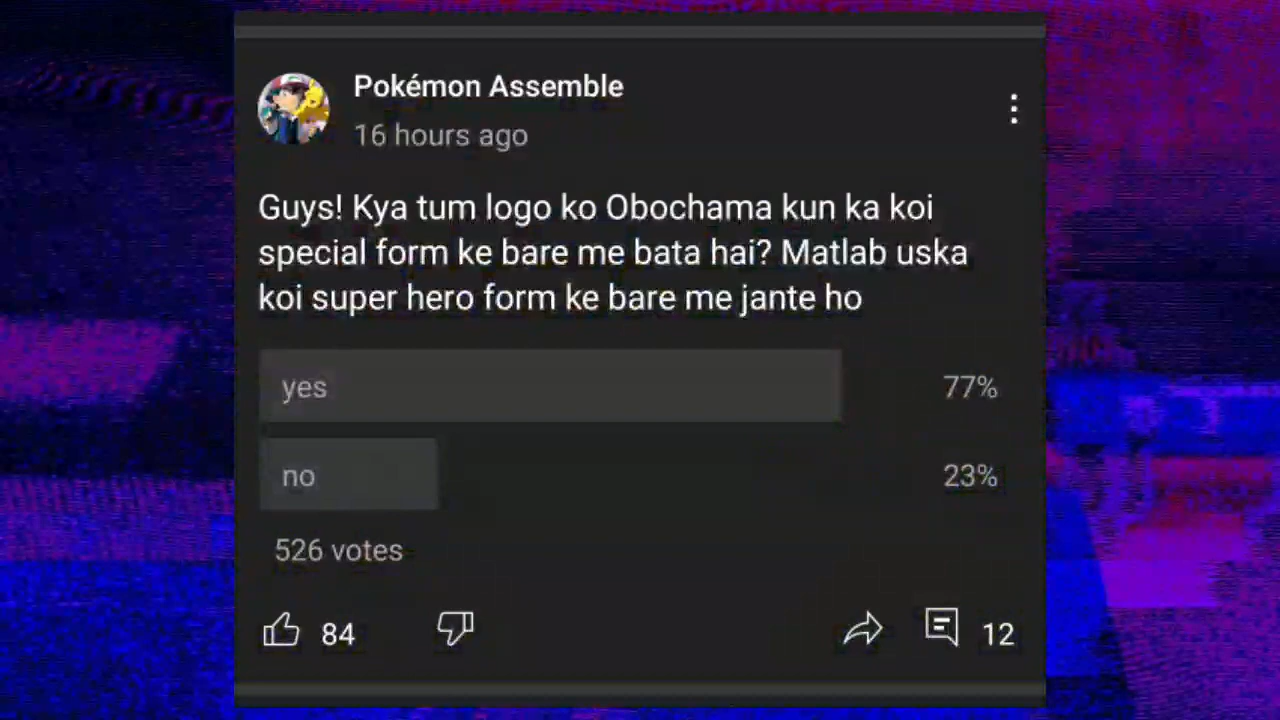 Pokémon Assemble
16 hours ago
Guys! Kya tum logo ko Obochama kun ka koi
special form ke bare me bata hai? Matlab uska
koi super hero form ke bare me jante ho
yes 77%
no 23%
526 votes
84 12